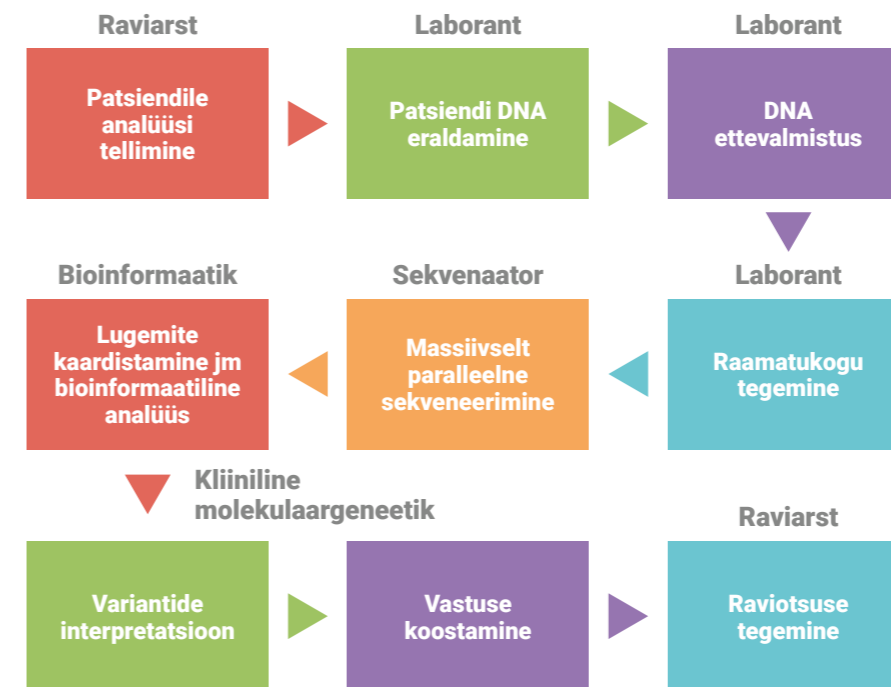 Raviarst
Patsiendile
analüüsi
tellimine
Laborant
Patsiendi DNA
eraldamine
Laborant
DNA
ettevalmistus
Laborant
Raamatukogu
tegemine
Sekvenaator
Massiivselt
paralleelne
sekveneerimine
Bioinformaatik
Lugemite
kaardistamine jm
bioinformaatiline
analüüs
Kliiniline
molekulaargeneetik
Variantide
interpretatsioon
Vastuse
koostamine
Raviarst
Raviotsuse
tegemine